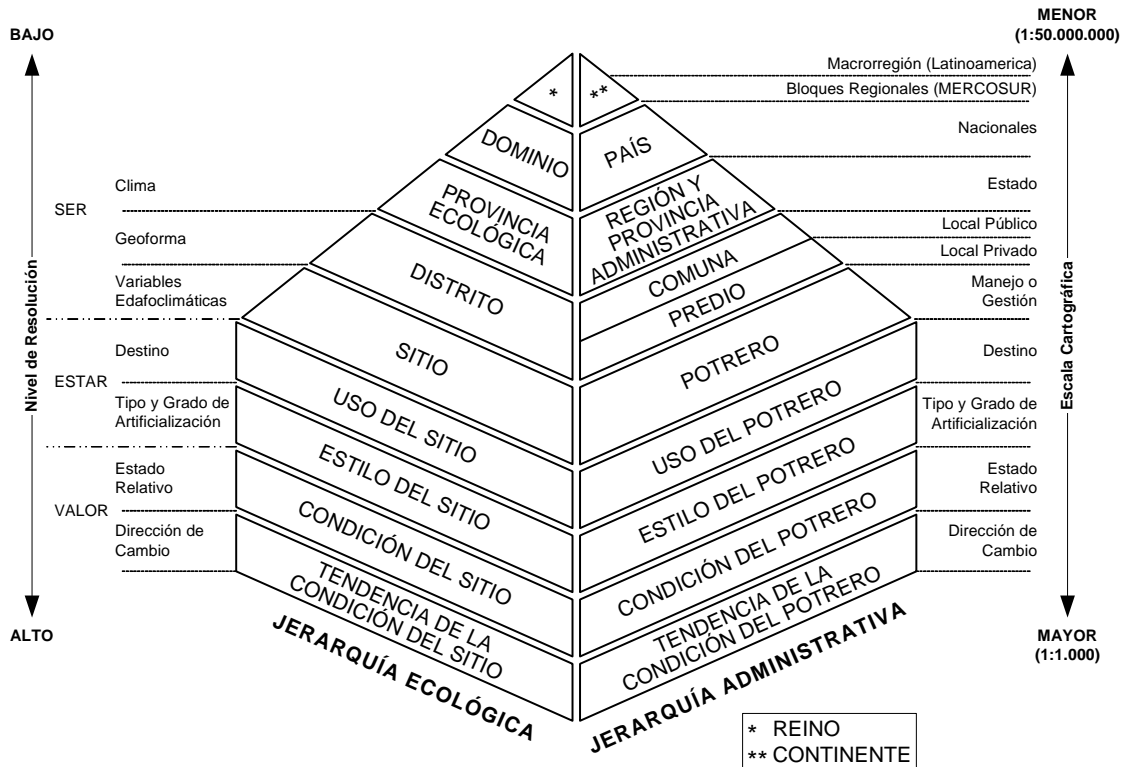 BAJO
Nivel de Resolución
ALTO
SER
ESTAR
VALOR
Clima
Geoforma
Variables
Edafoclimáticas
Destino
Tipo y Grado de
Artificialización
Estado
Relativo
Dirección de
Cambio
*
DOMINIO
PROVINCIA
ECOLÓGICA
DISTRITO
SITIO
USO DEL SITIO
ESTILO DEL SITIO
CONDICIÓN DEL SITIO
TENDENCIA DE LA
CONDICIÓN DEL SITIO
JERARQUÍA ECOLÓGICA
**
PAÍS
REGIÓN Y
PROVINCIA
ADMINISTRATIVA
COMUNA
PREDIO
POTRERO
USO DEL POTRERO
ESTILO DEL POTRERO
CONDICIÓN DEL POTRERO
TENDENCIA DE LA
CONDICIÓN DEL POTRERO
JERARQUÍA ADMINISTRATIVA
Macrorregión (Latinoamerica)
Bloques Regionales (MERCOSUR)
Nacionales
Estado
Local Público
Local Privado
Manejo o
Gestión
Destino
Tipo y Grado de
Artificialización
Estado
Relativo
Dirección de
Cambio
MENOR
(1:50.000.000)
Escala Cartográfica
MAYOR
(1:1.000)
* REINO
** CONTINENTE